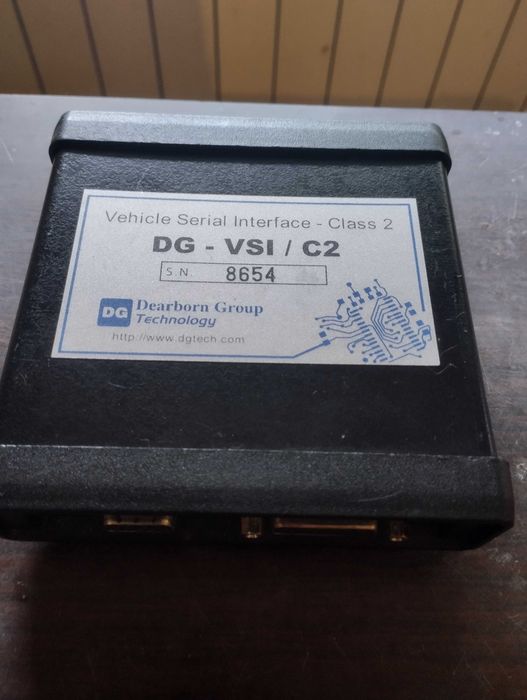 Vehicle Serial Interface - Class 2
DG - VSI / C2
S.N. 8654
DG Dearborn Group
Technology
http://www.dgtech.com